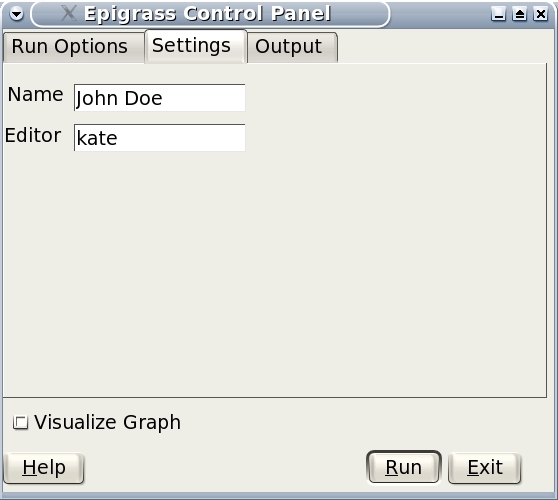 Epigrass Control Panel
Run Options Settings Output
Name John Doe
Editor kate
Visualize Graph
Help Run Exit